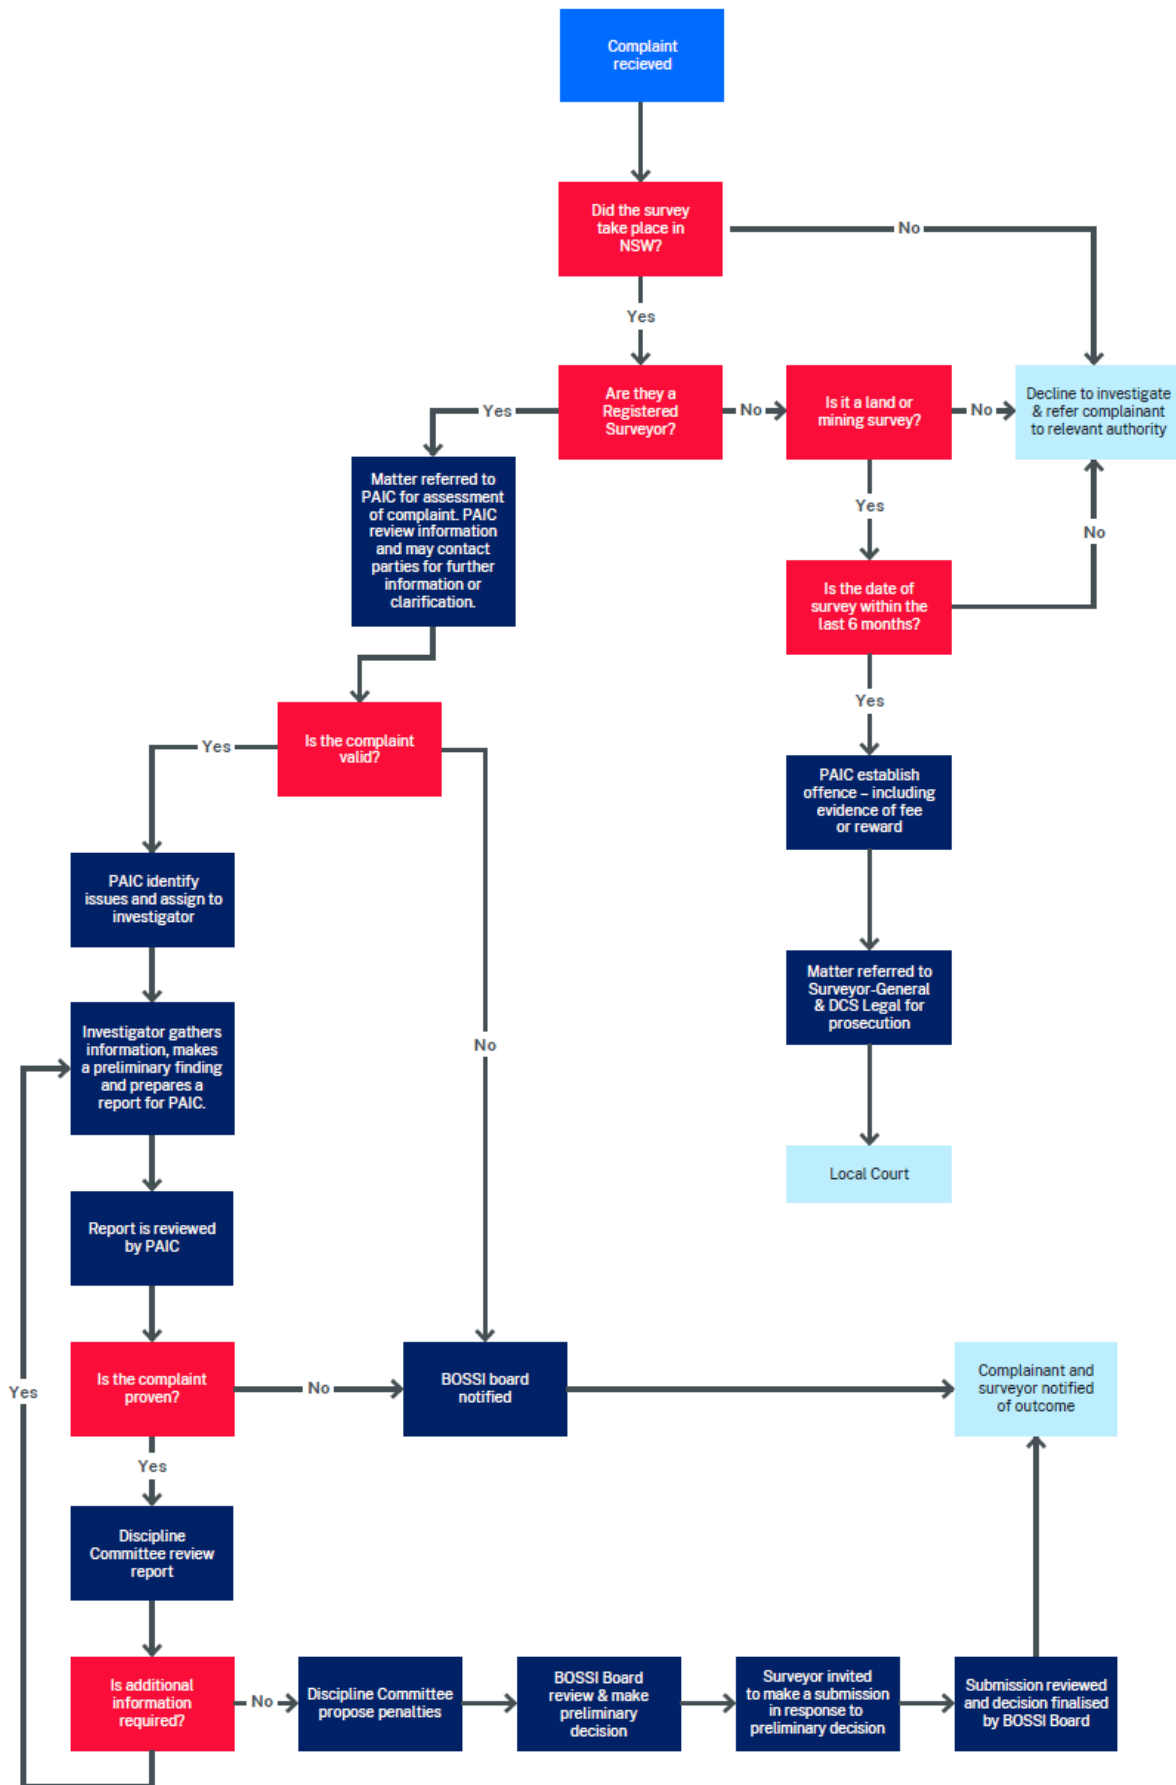 Complaint
recieved
Did the survey
take place in
NSW?
No
Yes
Are they a
Registered
Surveyor?
Yes
No
Is it a land or
mining survey?
No
Decline to investigate
& refer complainant
to relevant authority
Matter referred to
PAIC for assessment
of complaint. PAIC
review information
and may contact
parties for further
information or
clarification.
Yes
No
Is the date of
survey within the
last 6 months?
Yes
Is the complaint
valid?
Yes
PAIC establish
offence – including
evidence of fee
or reward
PAIC identify
issues and assign to
investigator
Matter referred to
Surveyor-General
& DCS Legal for
prosecution
Investigator gathers
information, makes
a preliminary finding
and prepares a
report for PAIC.
No
Local Court
Report is reviewed
by PAIC
Is the complaint
proven?
No
BOSSI board
notified
Complainant and
surveyor notified
of outcome
Yes
Yes
Discipline
Committee review
report
Is additional
information
required?
No
Discipline Committee
propose penalties
BOSSI Board
review & make
preliminary
decision
Surveyor invited
to make a submission
in response to
preliminary decision
Submission reviewed
and decision finalised
by BOSSI Board